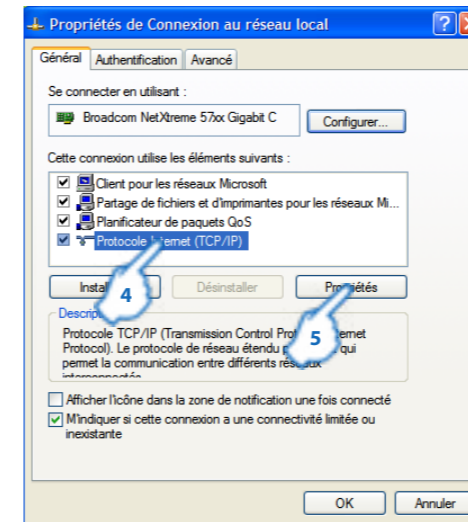 Propriétés de Connexion au réseau local
Général Authentification Avancé
Se connecter en utilisant :
Broadcom NetXtreme 57xx Gigabit C
Configurer...
Cette connexion utilise les éléments suivants :
Client pour les réseaux Microsoft
Partage de fichiers et d'imprimantes pour les réseaux Mi...
Planificateur de paquets QoS
Protocole Internet (TCP/IP)
4
Désinstaller
Propriétés
5
Protocole TCP/IP (Transmission Control
Protocol). Le protocole de réseau étendu qui
permet la communication entre différents réseaux
interconnectés
Afficher l'icône dans la zone de notification une fois connecté
M'indiquer si cette connexion a une connectivité limitée ou
inexistante
OK Annuler